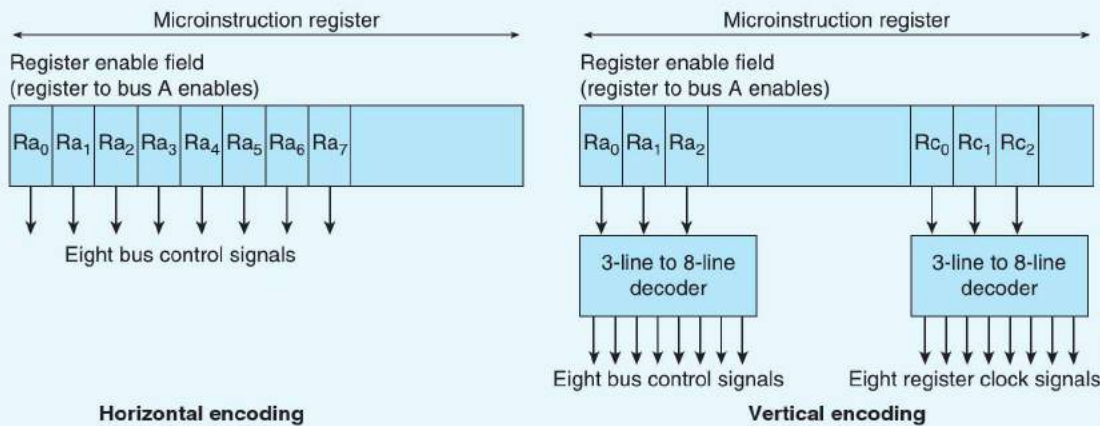 Microinstruction register
Register enable field
(register to bus A enables)
Ra0 Ra1 Ra2 Ra3 Ra4 Ra5 Ra6 Ra7
Eight bus control signals
Horizontal encoding
Microinstruction register
Register enable field
(register to bus A enables)
Ra0 Ra1 Ra2 Rc0 Rc1 Rc2
3-line to 8-line
decoder
3-line to 8-line
decoder
Eight bus control signals
Eight register clock signals
Vertical encoding